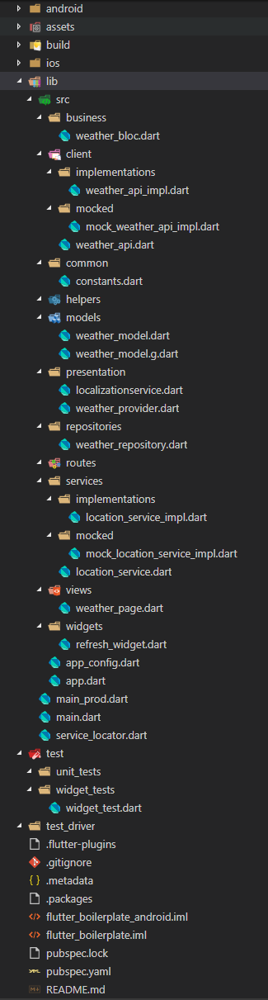 android
assets
build
ios
lib
src
business
weather_bloc.dart
client
implementations
weather_api_impl.dart
mocked
mock_weather_api_impl.dart
weather_api.dart
common
constants.dart
helpers
models
weather_model.dart
weather_model.g.dart
presentation
localizationservice.dart
weather_provider.dart
repositories
weather_repository.dart
routes
services
implementations
location_service_impl.dart
mocked
mock_location_service_impl.dart
location_service.dart
views
weather_page.dart
widgets
refresh_widget.dart
app_config.dart
app.dart
main_prod.dart
main.dart
service_locator.dart
test
unit_tests
widget_tests
widget_test.dart
test_driver
.flutter-plugins
.gitignore
.metadata
.packages
flutter_boilerplate_android.iml
flutter_boilerplate.iml
pubspec.lock
pubspec.yaml
README.md